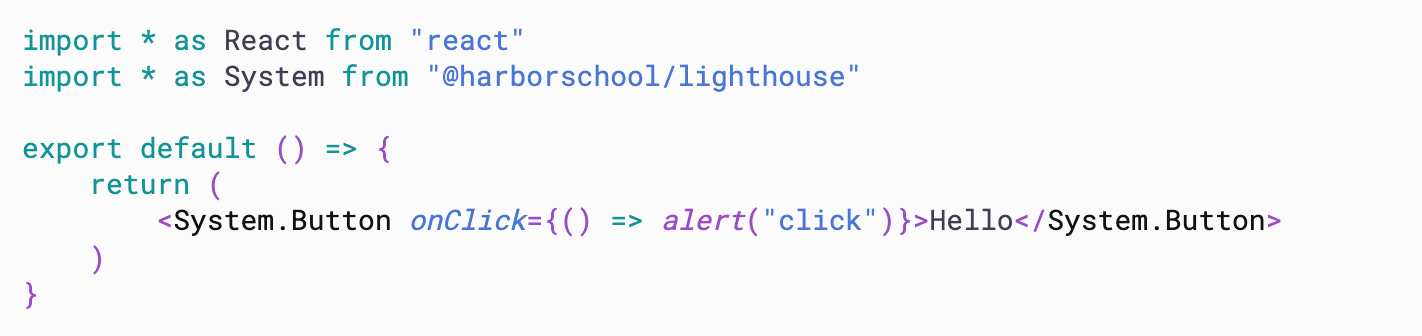 import * as React from "react"
import * as System from "@harborschool/lighthouse"

export default () => {
    return (
        <System.Button onClick={() => alert("click")}>Hello</System.Button>
    )
}